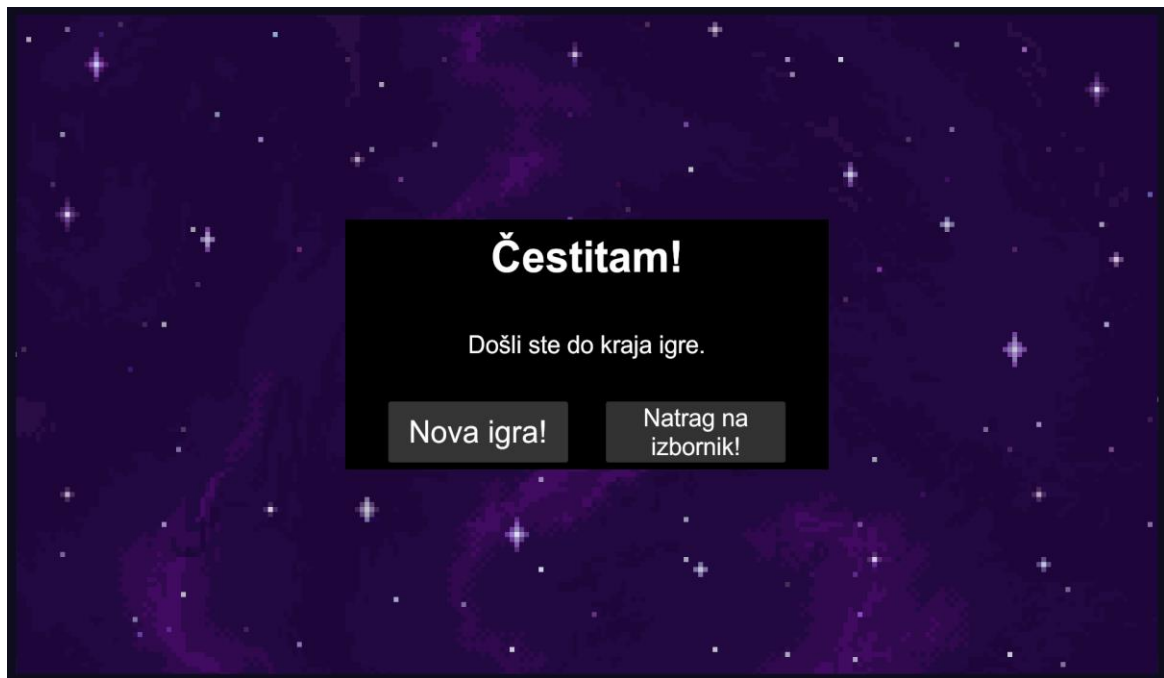 Čestitam!
Došli ste do kraja igre.
Nova igra!
Natrag na
izbornik!